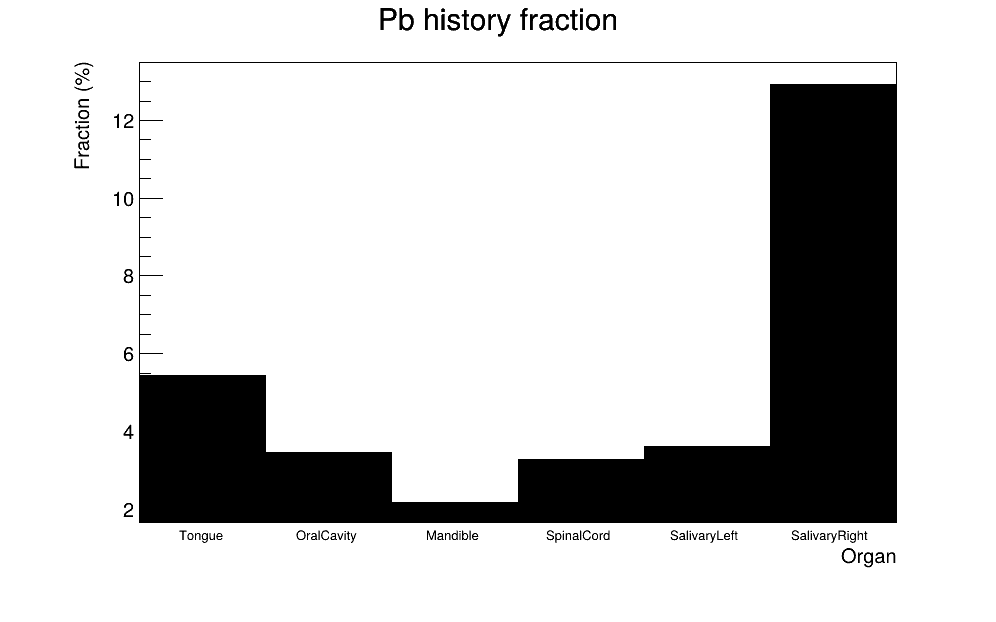 Pb history fraction
Fraction (%)
12
10
8
6
4
2
Tongue OralCavity Mandible SpinalCord SalivaryLeft SalivaryRight
Organ